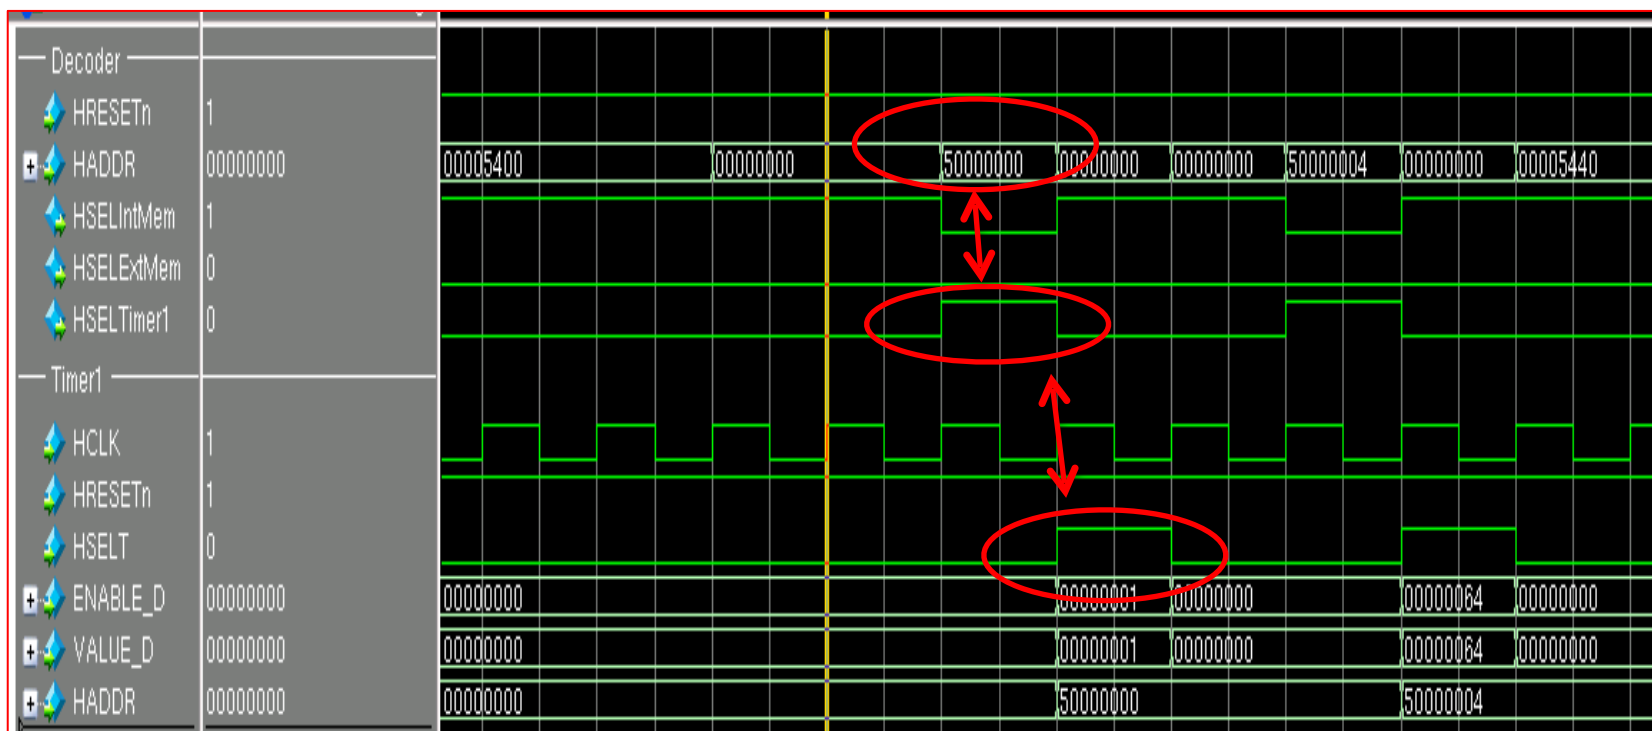 Decoder
HRESETn 1
HADDR 00000000 00005400 00000000 50000000 00000000 00000000 50000004 00000000 00005440
HSELIntMem 1
HSELExtMem 0
HSELTimer1 0
Timer1
HCLK 1
HRESETn 1
HSELT 0
ENABLE_D 00000000 00000000 00000001 00000000 00000064 00000000
VALUE_D 00000000 00000000 00000001 00000000 00000064 00000000
HADDR 00000000 00000000 50000000 50000004